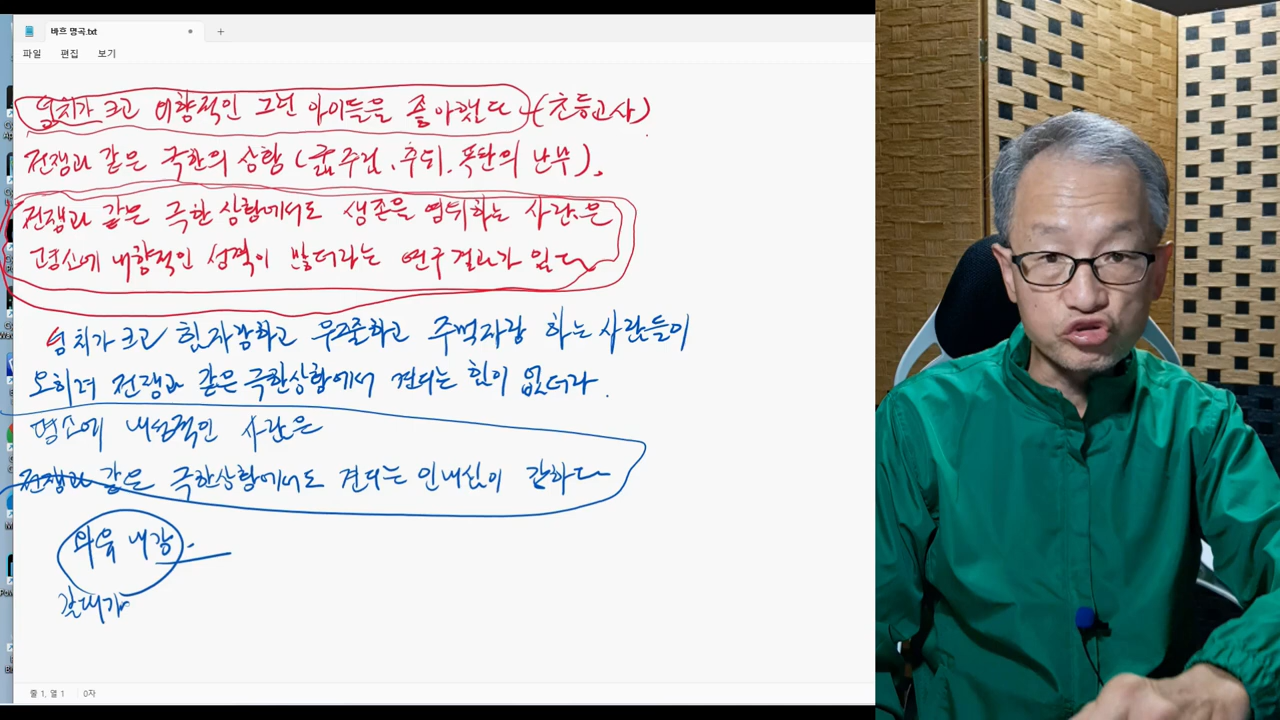 바흐 명곡.txt
파일 편집 보기
덩치가 크고 외향적인 그런 아이들을 좋아했다 (초등교사)
전쟁과 같은 극한의 상황 (굶주림, 추위, 폭탄의 난무).
전쟁과 같은 극한 상황에서도 생존을 영위하는 사람은
평소에 내향적인 성격이 많더라는 연구결과가 있다
덩치가 크고 힘자랑하고 우쭐하고 주먹자랑 하는 사람들이
오히려 전쟁과 같은 극한상황에서 견디는 힘이 없더라.
평소에 내성적인 사람은
전쟁과 같은 극한상황에서도 견디는 인내심이 강하다
외유 내강.
갈대가
줄 1, 열 1 0자